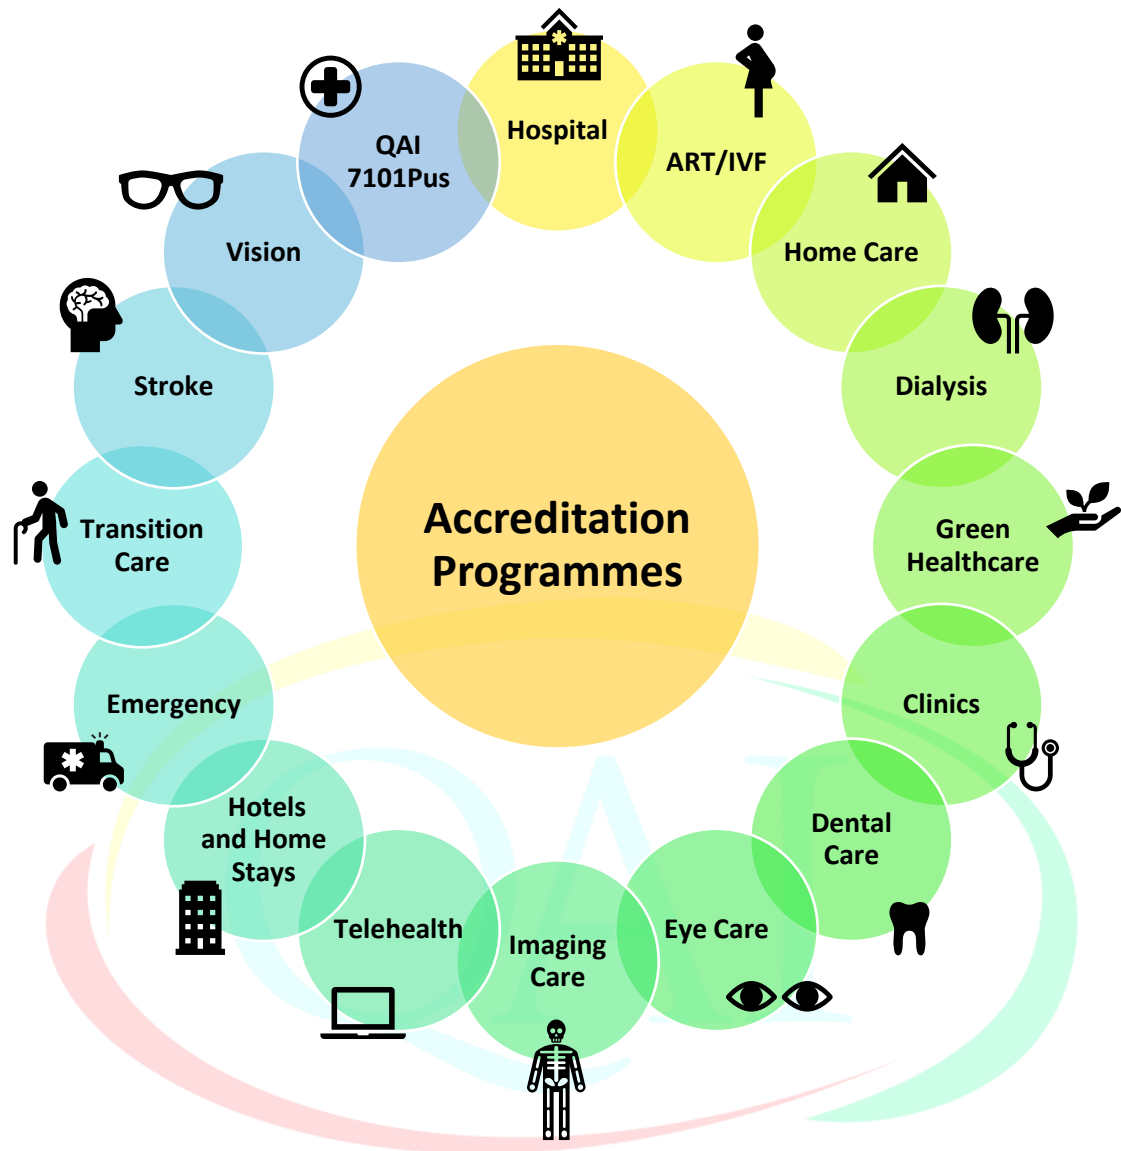 Hospital
ART/IVF
Home Care
Dialysis
Green
Healthcare
Clinics
Dental
Care
Eye Care
Imaging
Care
Telehealth
Hotels
and Home
Stays
Emergency
Transition
Care
Stroke
Vision
QAI
7101Pus
Accreditation
Programmes
QAI